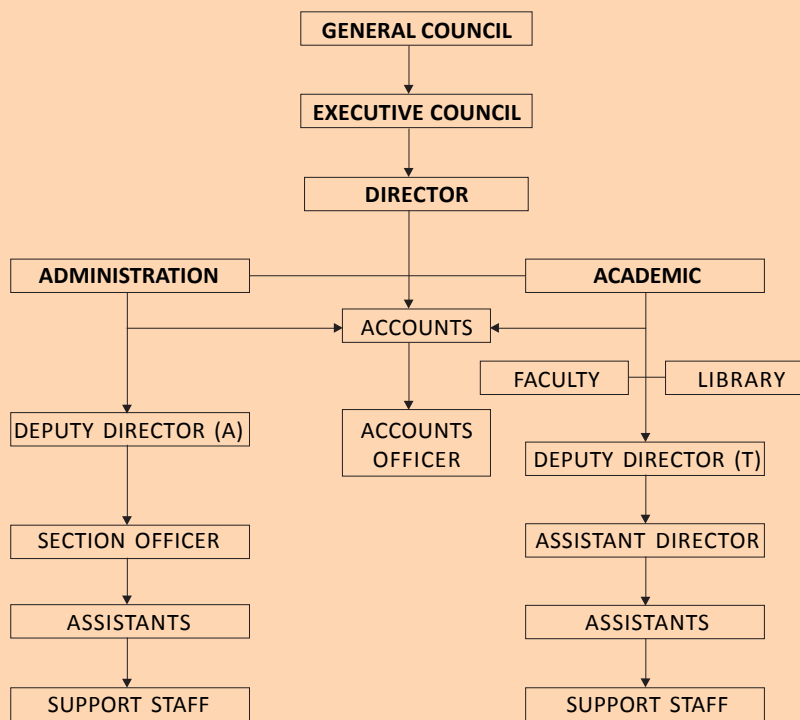 GENERAL COUNCIL
EXECUTIVE COUNCIL
DIRECTOR
ADMINISTRATION
ACADEMIC
ACCOUNTS
FACULTY
LIBRARY
DEPUTY DIRECTOR (A)
ACCOUNTS
OFFICER
DEPUTY DIRECTOR (T)
SECTION OFFICER
ASSISTANT DIRECTOR
ASSISTANTS
ASSISTANTS
SUPPORT STAFF
SUPPORT STAFF